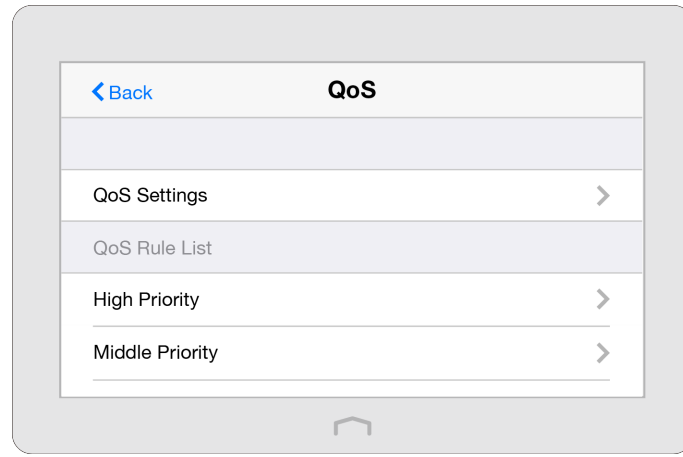 Back
QoS
QoS Settings
QoS Rule List
High Priority
Middle Priority